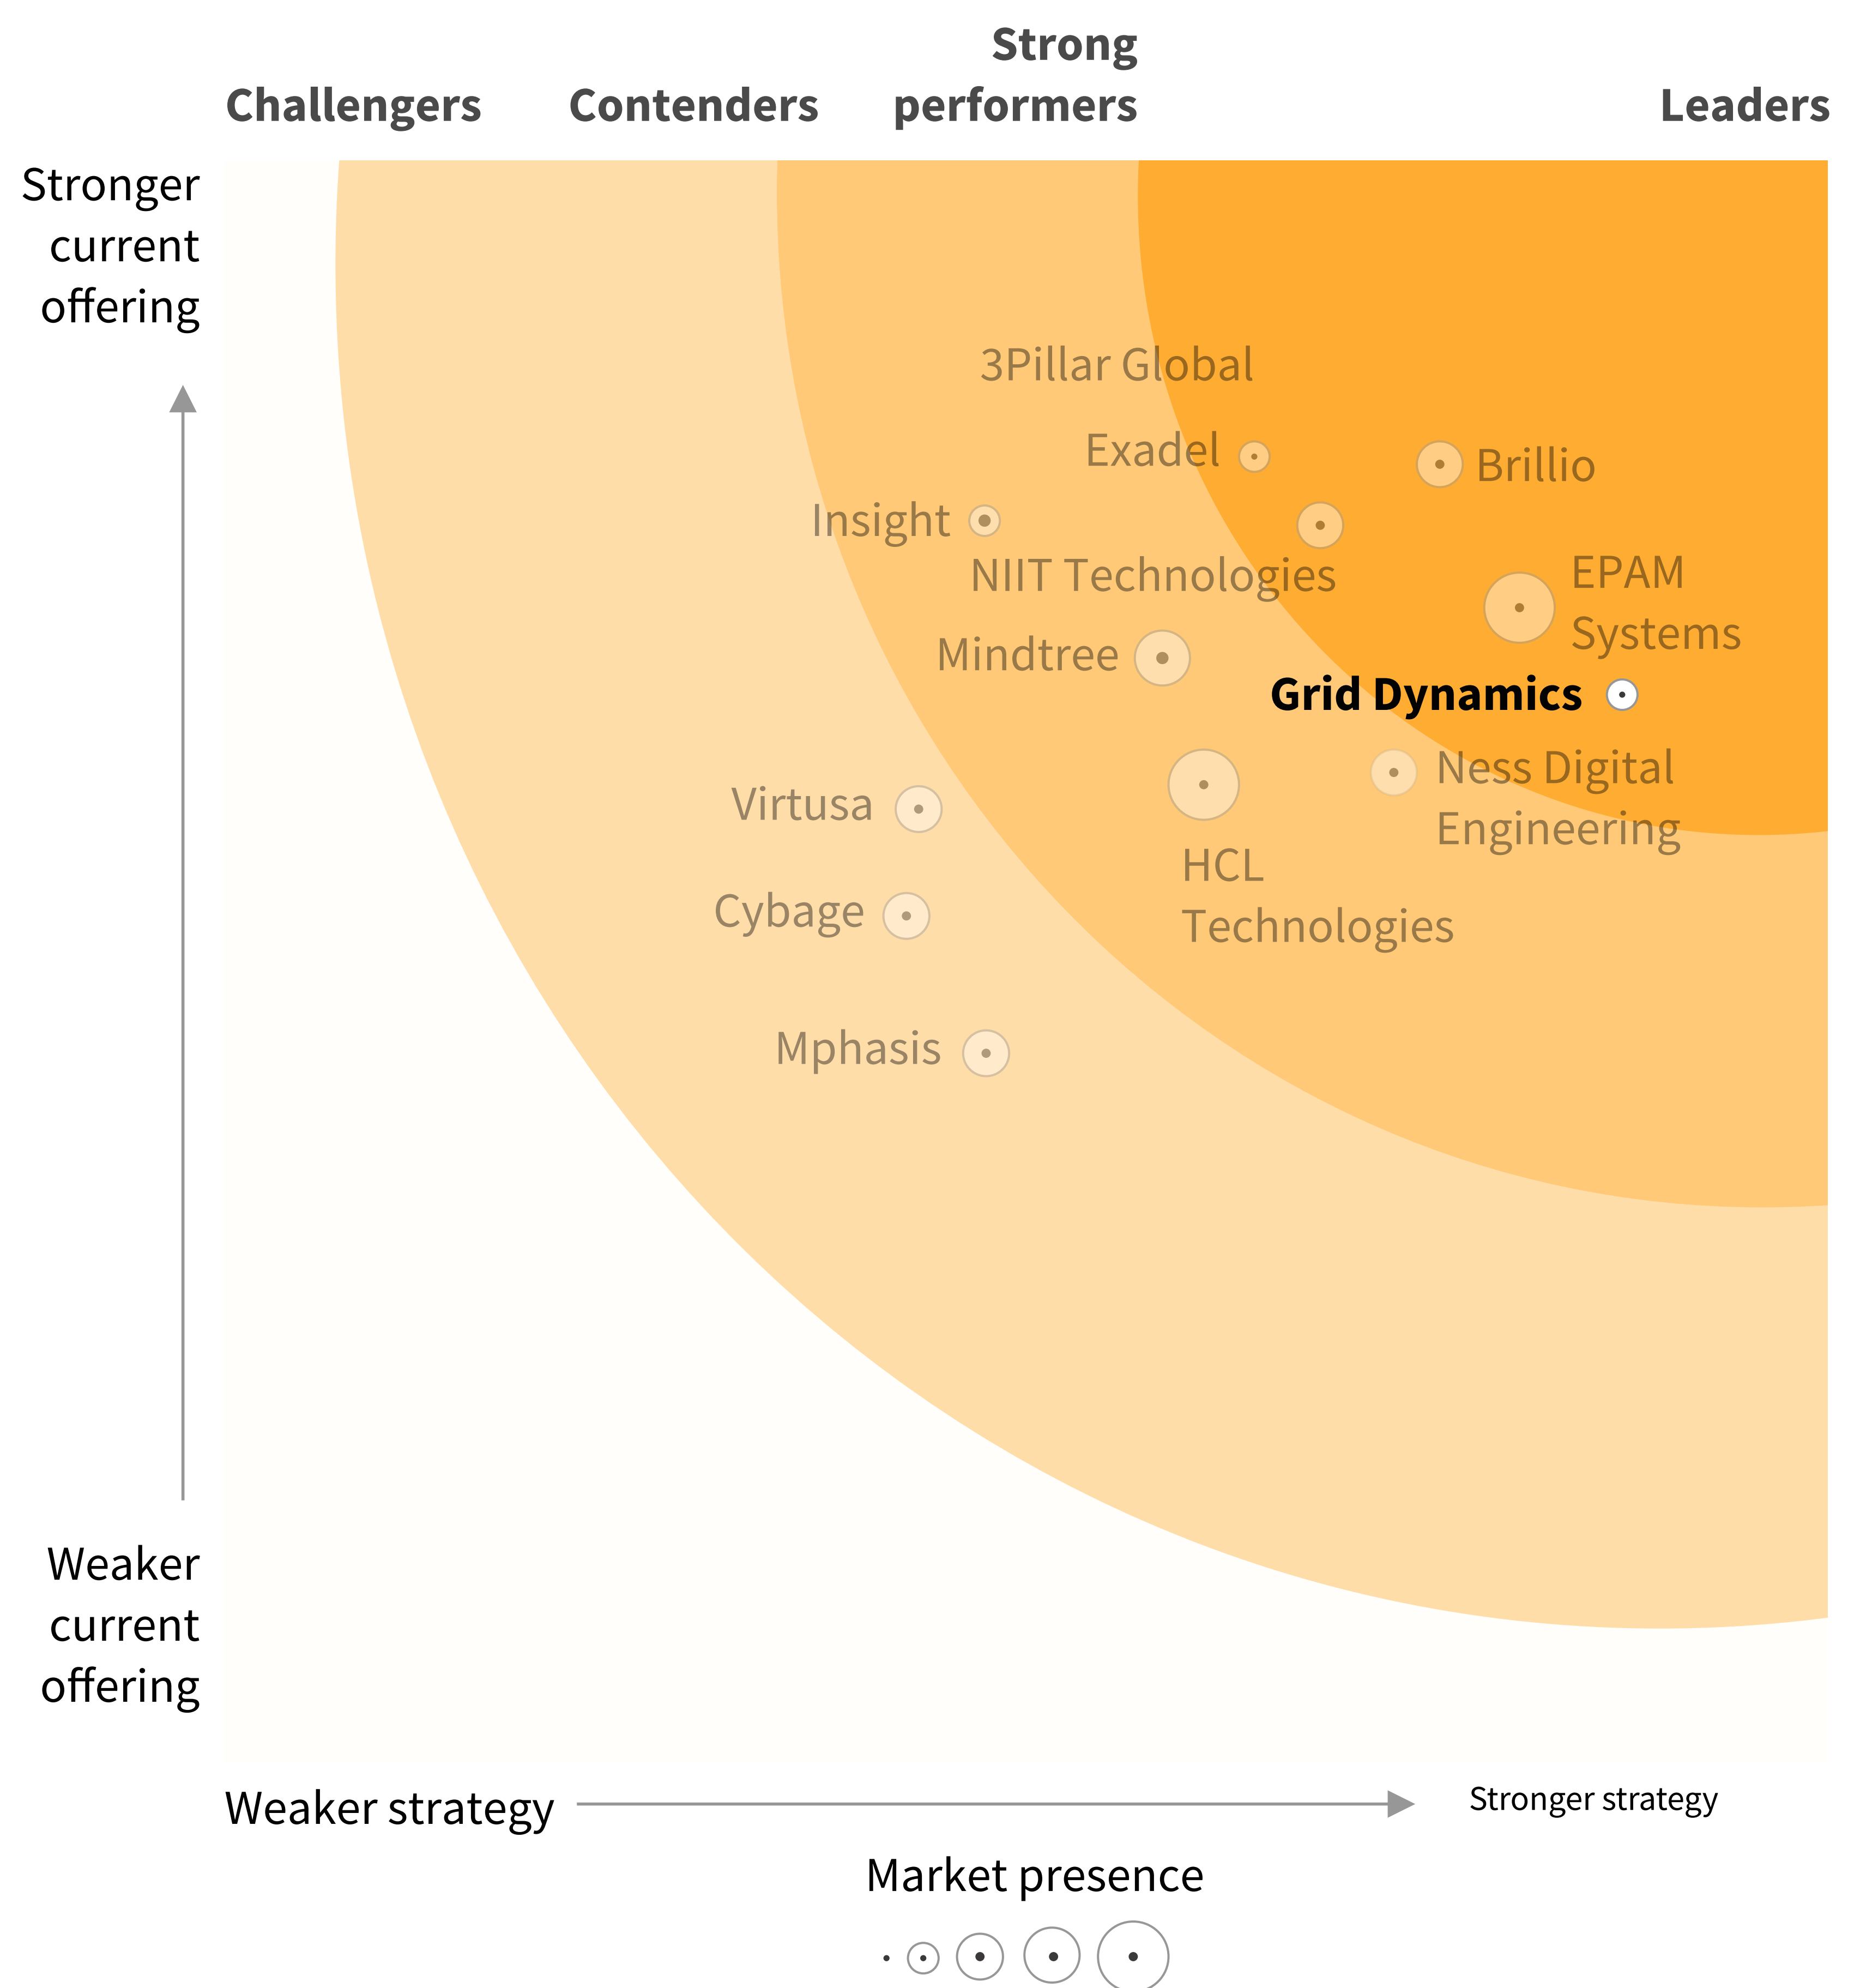 Strong
Challengers Contenders performers Leaders
Stronger
current
offering
3Pillar Global
Exadel
Brillio
Insight
NIIT Technologies
EPAM
Systems
Mindtree
Grid Dynamics
Ness Digital
Engineering
Virtusa
HCL
Technologies
Cybage
Mphasis
Weaker
current
offering
Weaker strategy
Stronger strategy
Market presence